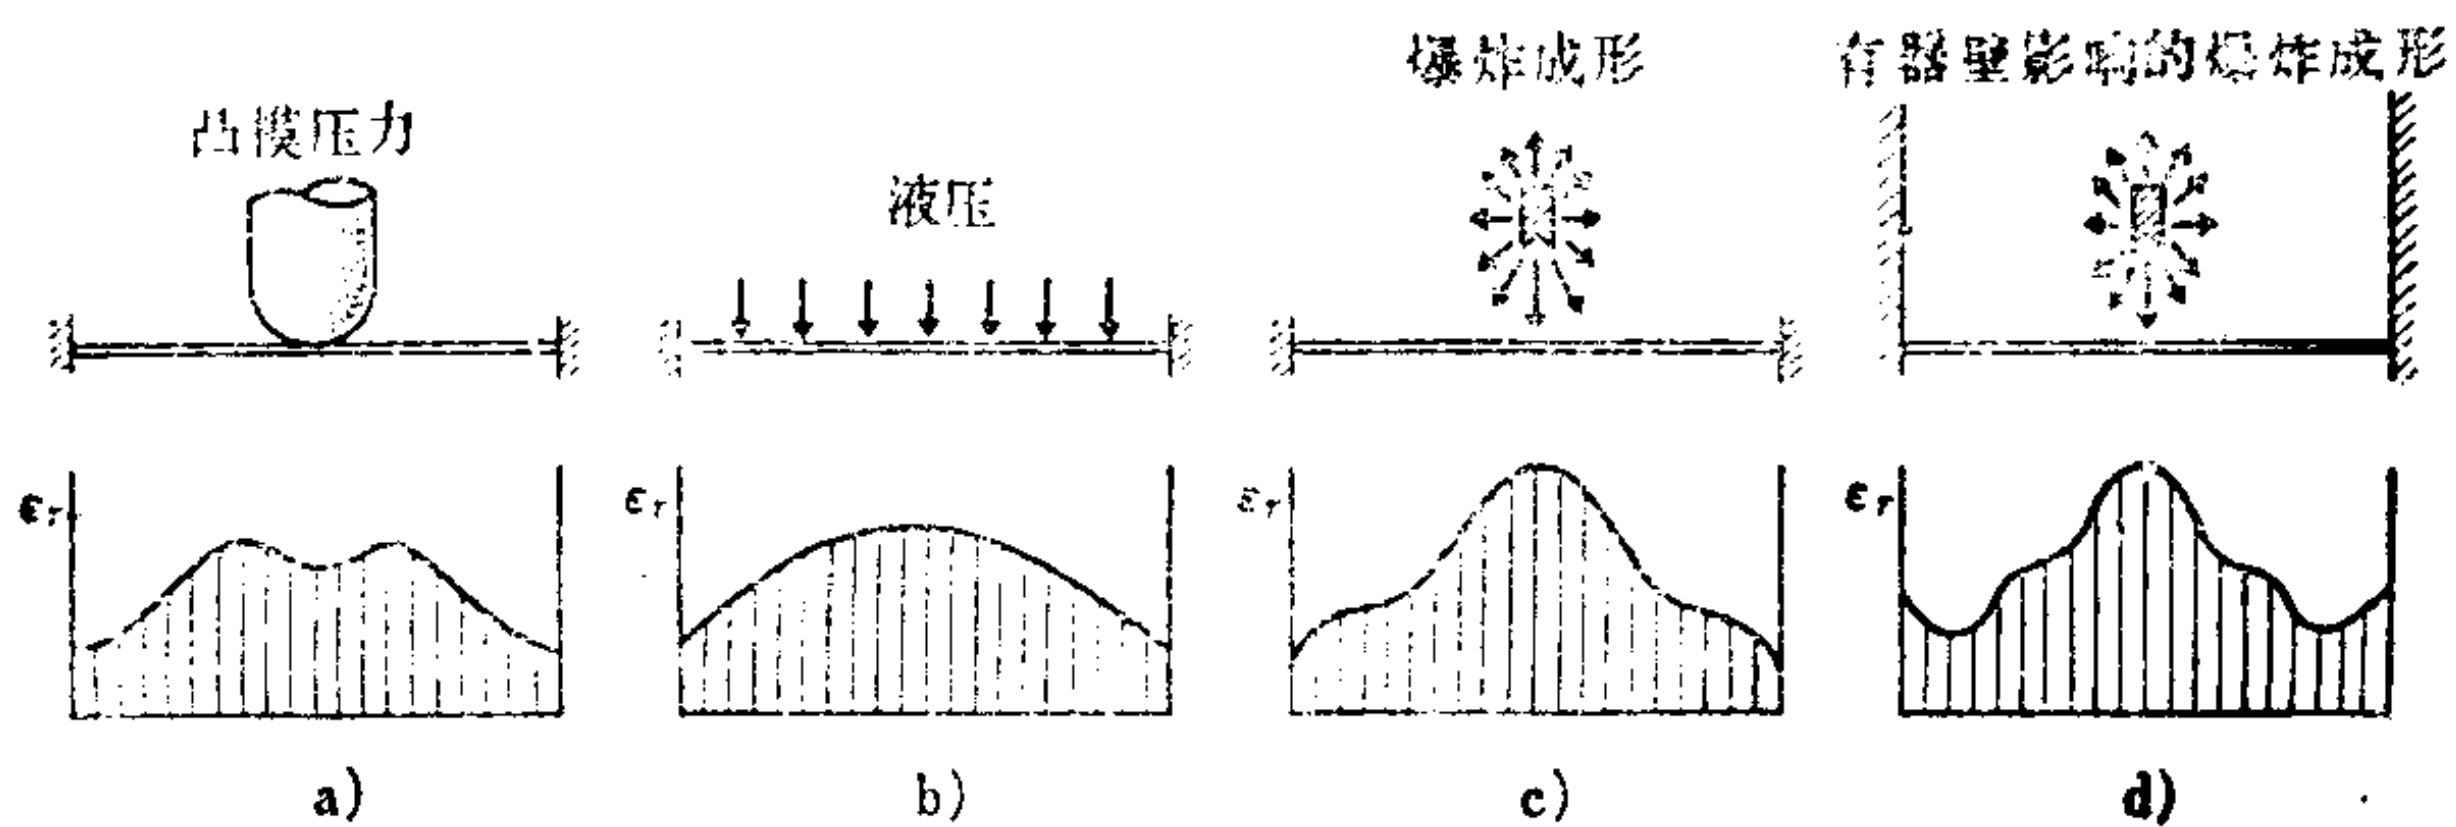 凸模压力
液压
爆炸成形
有器壁影响的爆炸成形
εr
εr
εr
εr
a)
b)
c)
d)